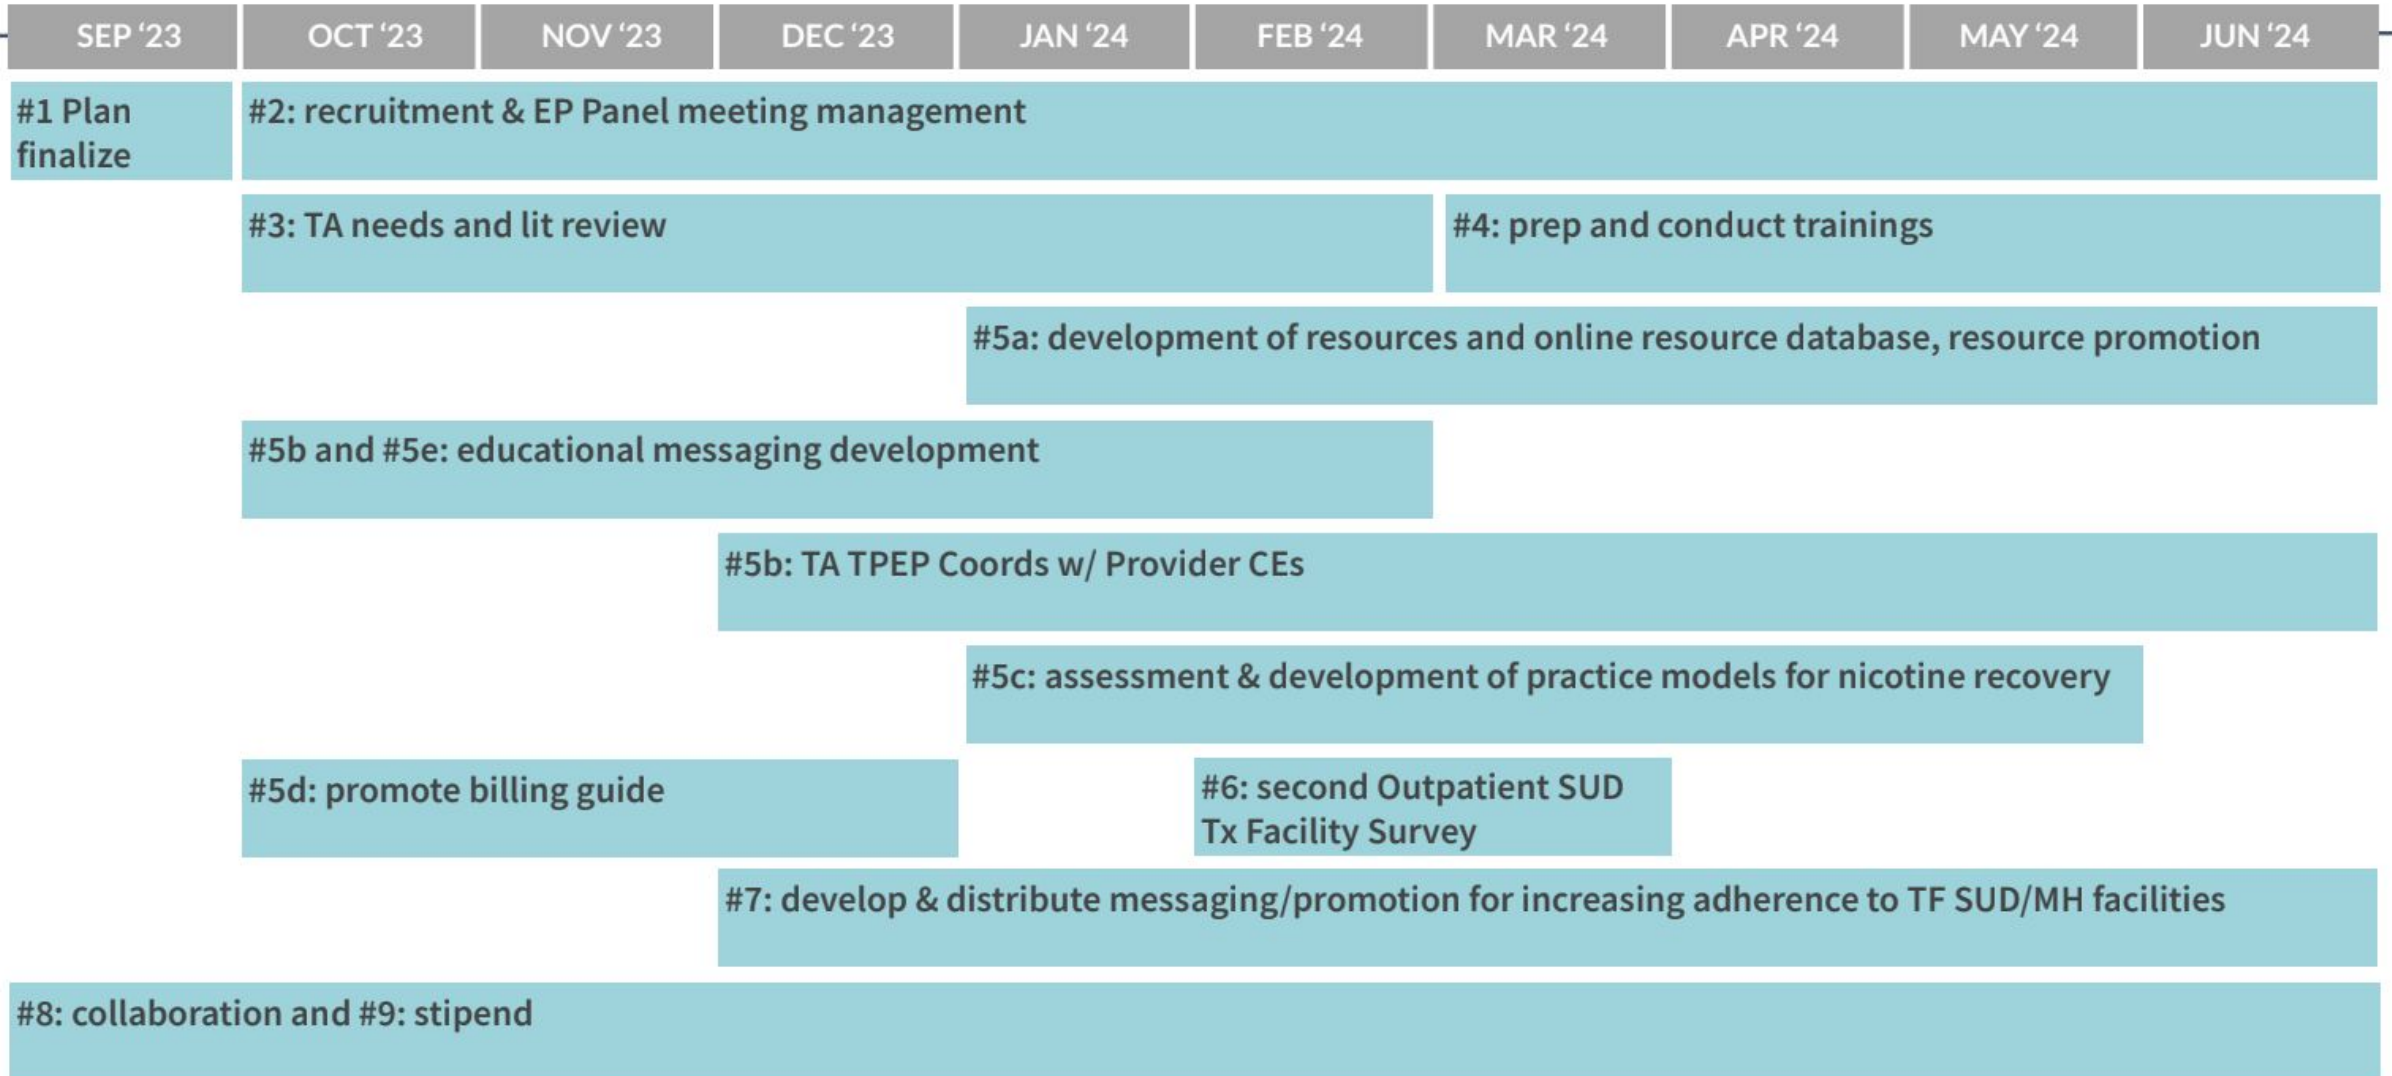 SEP ‘23
OCT ‘23
NOV ‘23
DEC ‘23
JAN ‘24
FEB ‘24
MAR ‘24
APR ‘24
MAY ‘24
JUN ‘24
#1 Plan
finalize
#2: recruitment & EP Panel meeting management
#3: TA needs and lit review
#4: prep and conduct trainings
#5a: development of resources and online resource database, resource promotion
#5b and #5e: educational messaging development
#5b: TA TPEP Coords w/ Provider CEs
#5c: assessment & development of practice models for nicotine recovery
#5d: promote billing guide
#6: second Outpatient SUD
Tx Facility Survey
#7: develop & distribute messaging/promotion for increasing adherence to TF SUD/MH facilities
#8: collaboration and #9: stipend